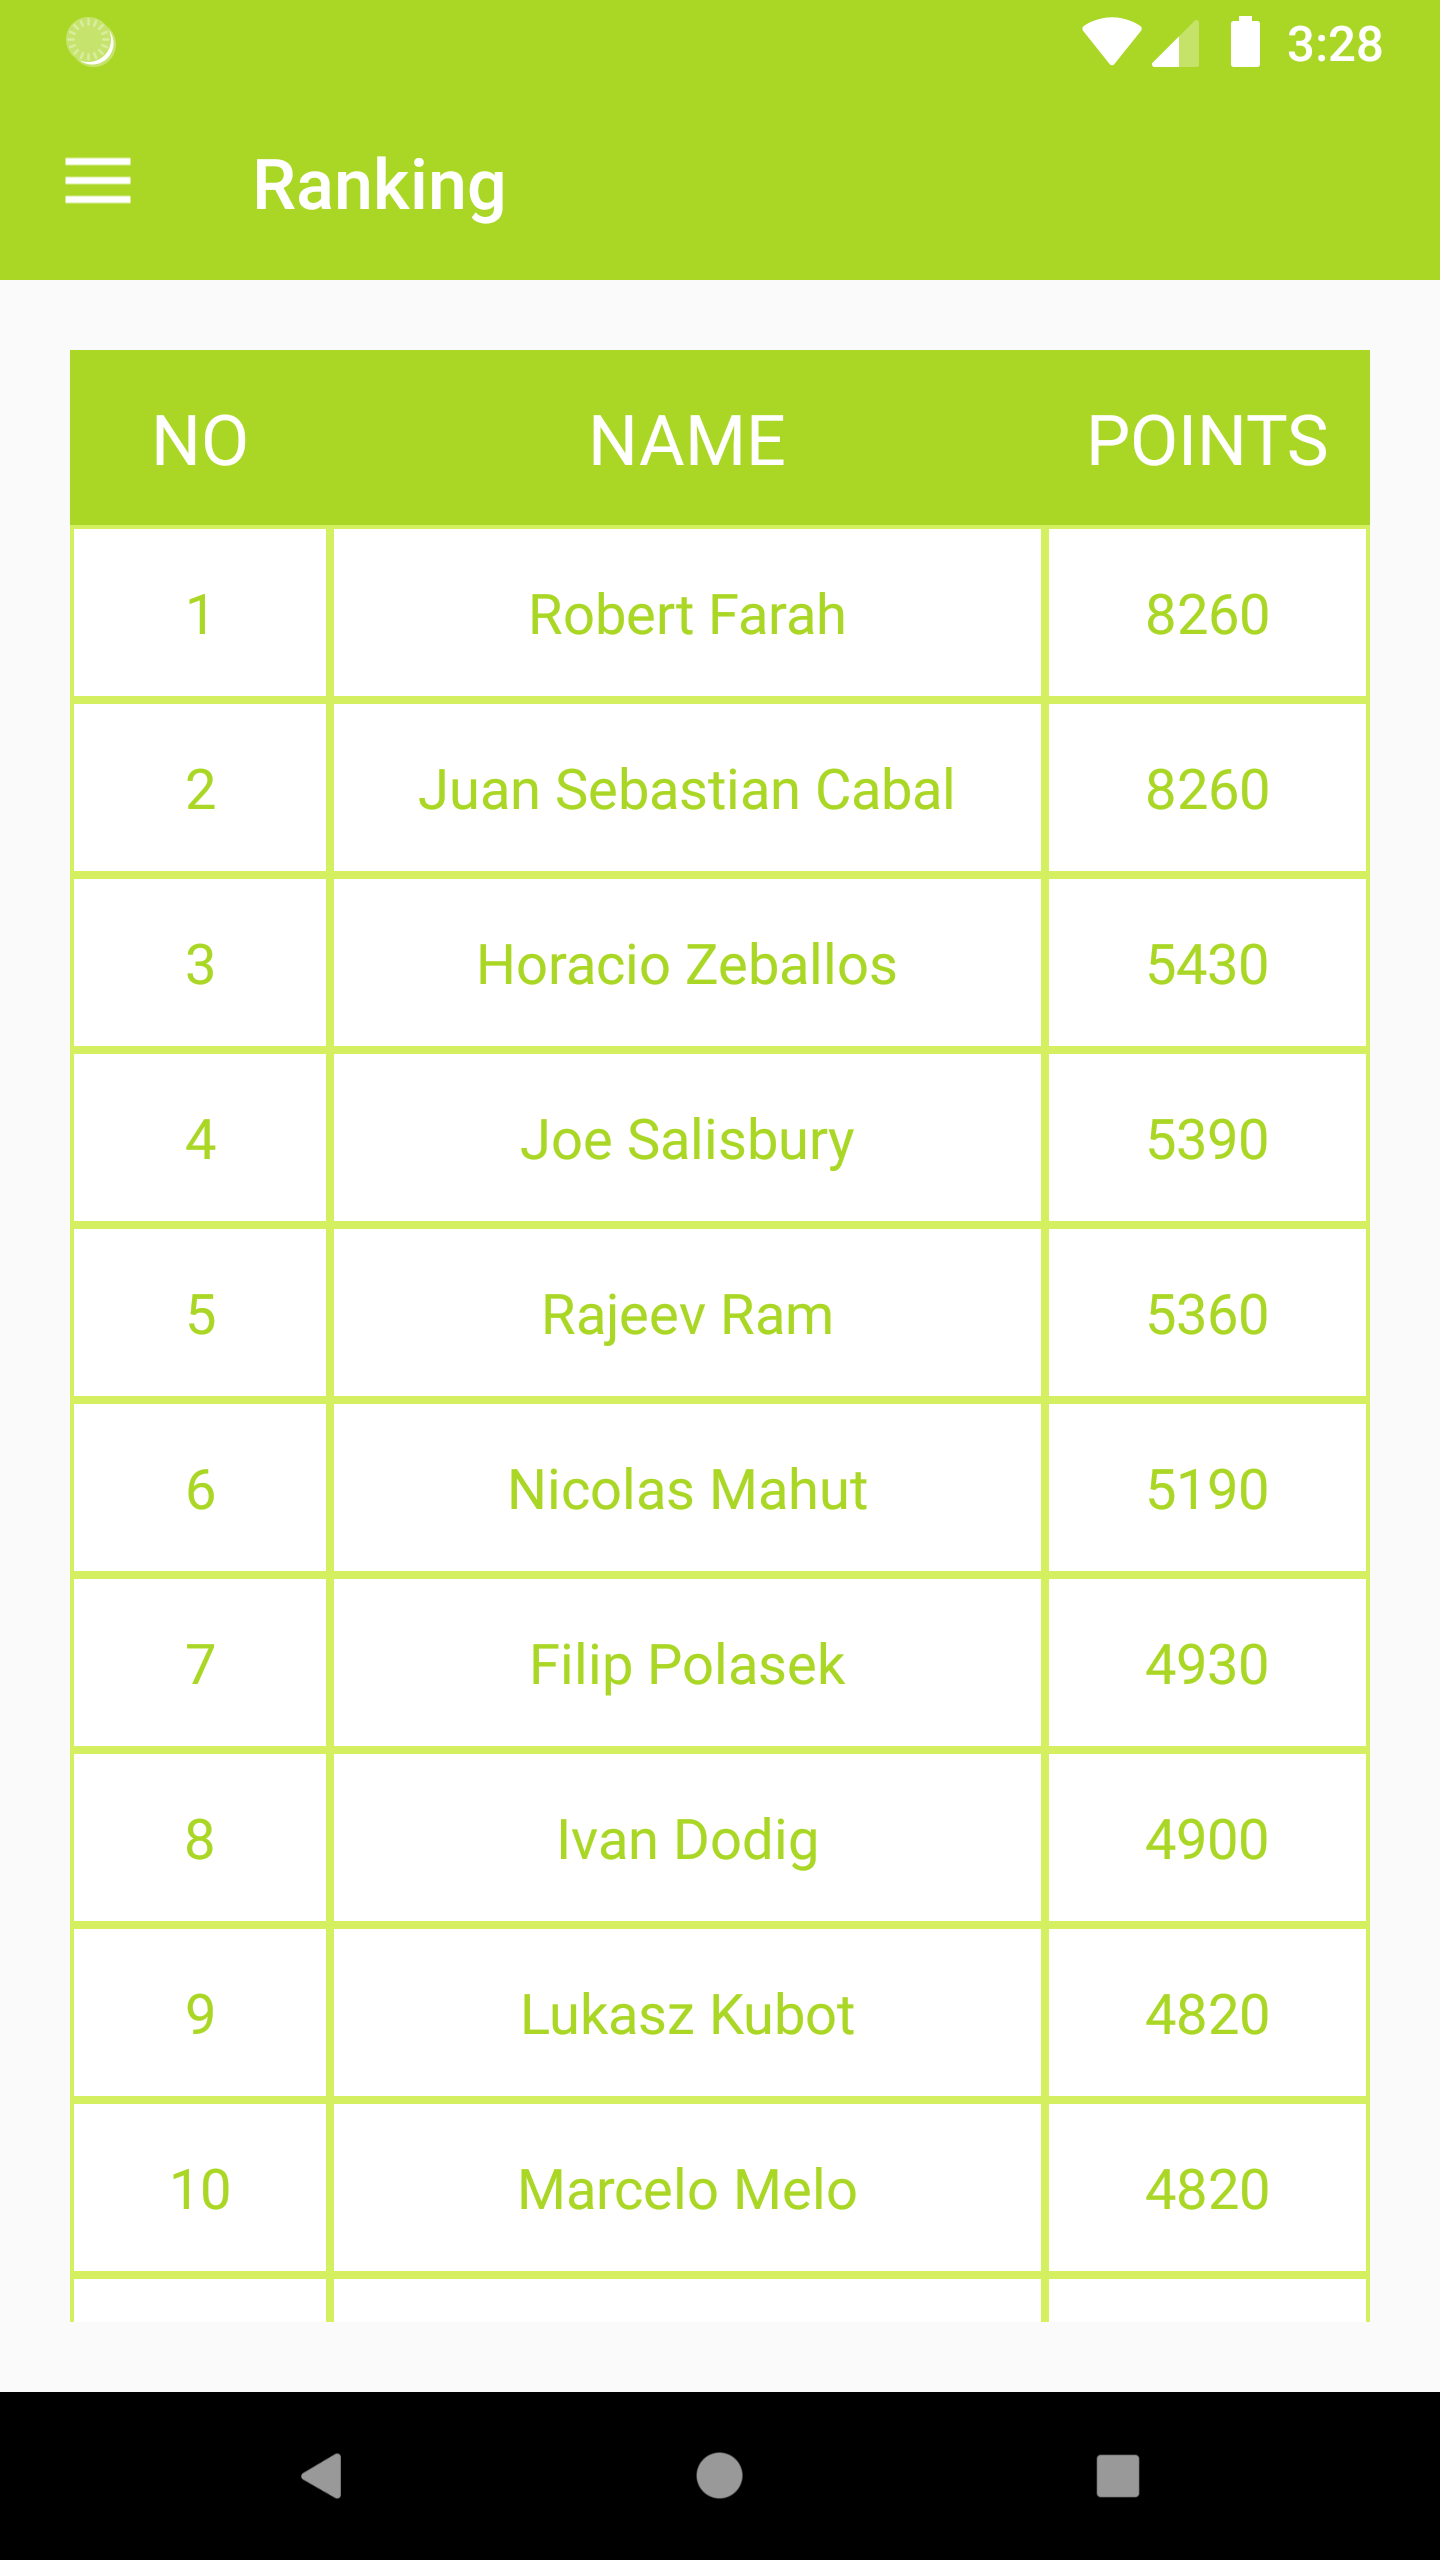 3:28
Ranking
NO NAME POINTS
1 Robert Farah 8260
2 Juan Sebastian Cabal 8260
3 Horacio Zeballos 5430
4 Joe Salisbury 5390
5 Rajeev Ram 5360
6 Nicolas Mahut 5190
7 Filip Polasek 4930
8 Ivan Dodig 4900
9 Lukasz Kubot 4820
10 Marcelo Melo 4820